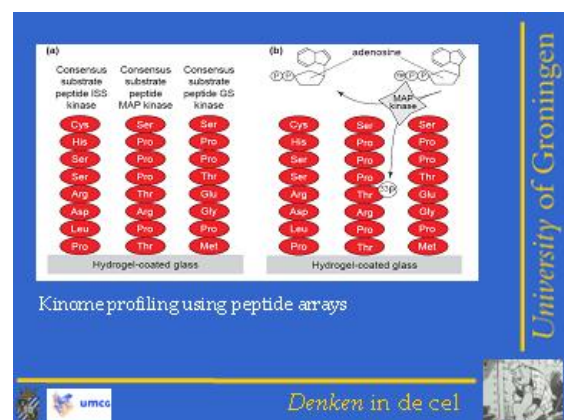 (a)
Consensus substrate peptide ISS kinase
Consensus substrate peptide MAP kinase
Consensus substrate peptide GS kinase
Cys Ser Ser
His Pro Pro
Ser Pro Pro
Ser Pro Thr
Arg Thr Glu
Asp Arg Gly
Leu Pro Pro
Pro Thr Met
Hydrogel-coated glass
(b)
adenosine
P P
P P
MAP kinase
Cys Ser Ser
His Pro Pro
Ser Pro Pro
Ser Pro Thr
33P
Arg Thr Glu
Asp Arg Gly
Leu Pro Pro
Pro Thr Met
Hydrogel-coated glass
Kinome profiling using peptide arrays
University of Groningen
umcg
Denken in de cel